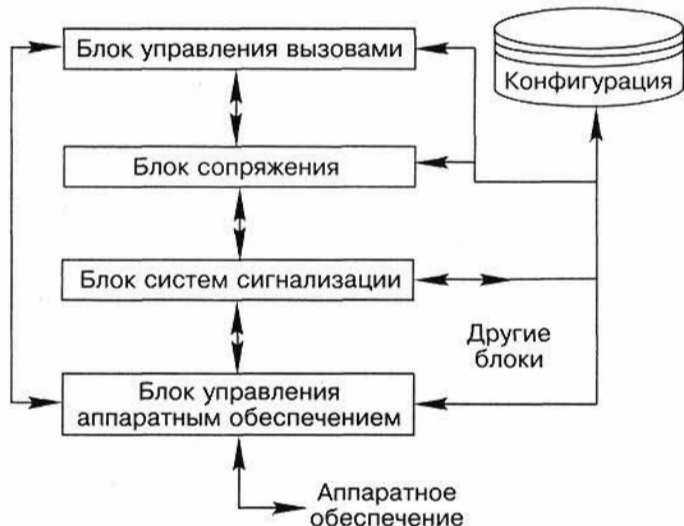 Блок управления вызовами
Конфигурация
Блок сопряжения
Блок систем сигнализации
Другие
блоки
Блок управления
аппаратным обеспечением
Аппаратное
обеспечение